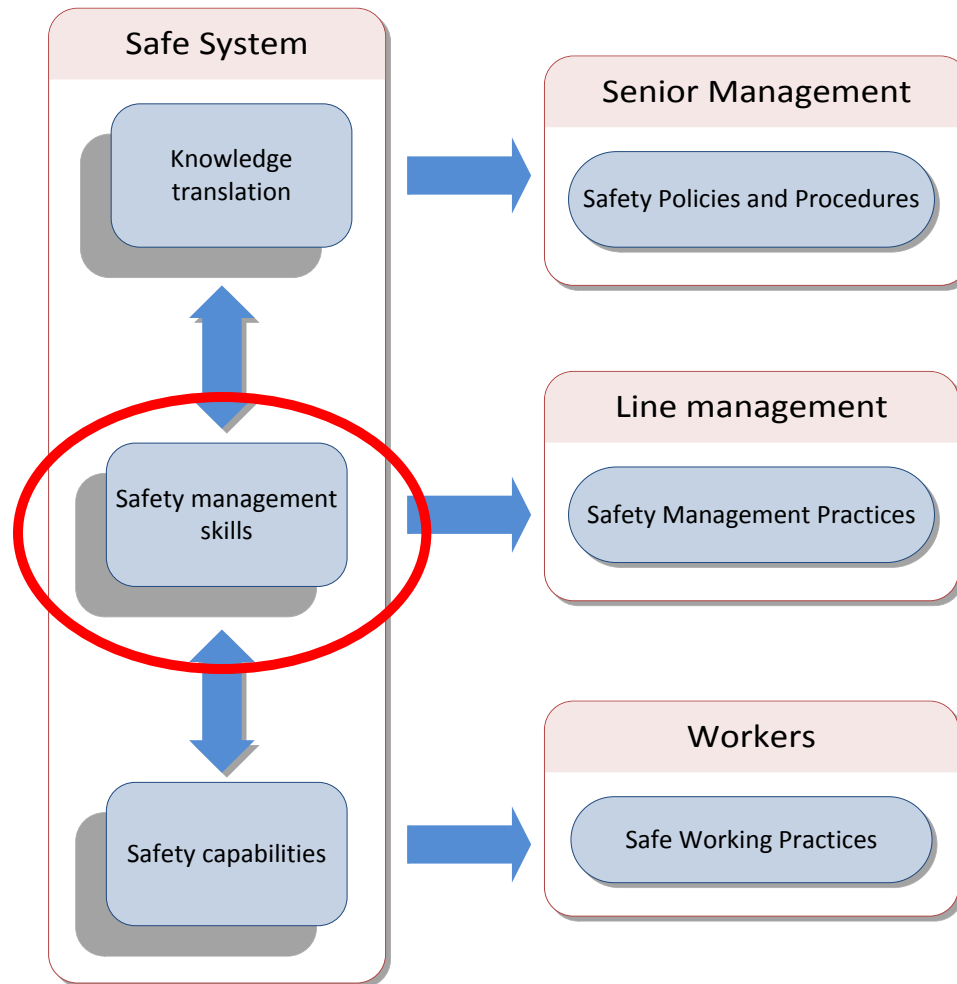 Safe System
Knowledge
translation
Safety management
skills
Safety capabilities
Senior Management
Safety Policies and Procedures
Line management
Safety Management Practices
Workers
Safe Working Practices